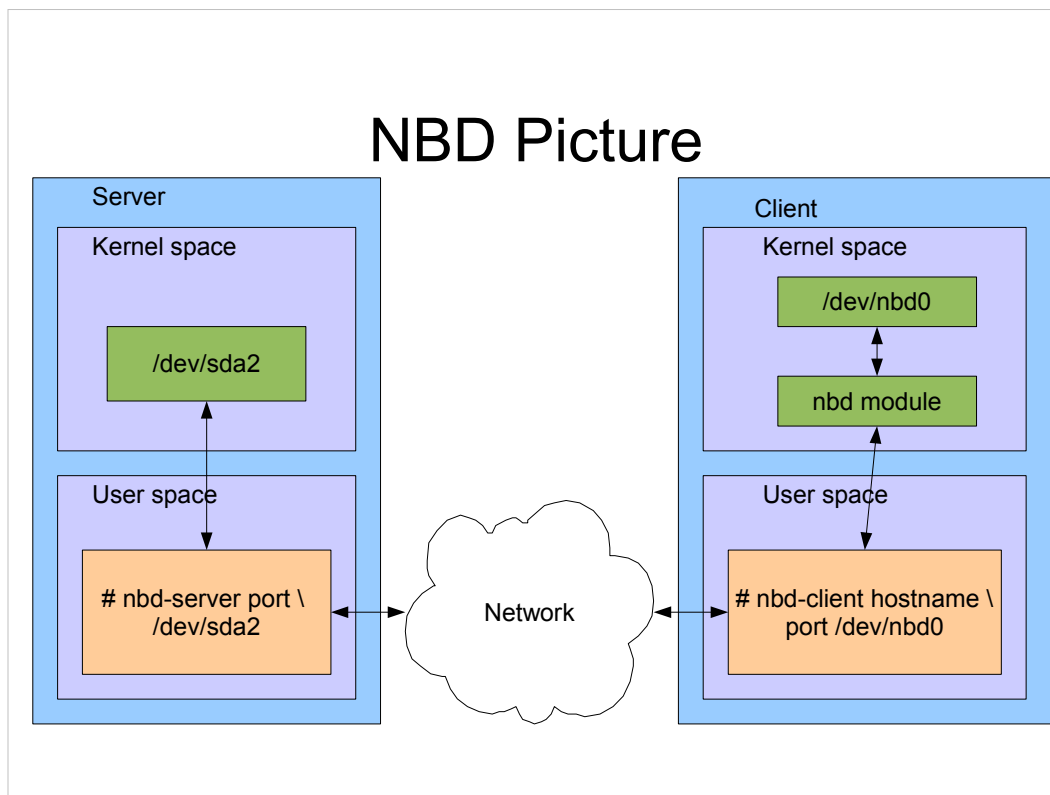 NBD Picture
Server
Kernel space
/dev/sda2
User space
# nbd-server port \
/dev/sda2
Network
Client
Kernel space
/dev/nbd0
nbd module
User space
# nbd-client hostname \
port /dev/nbd0